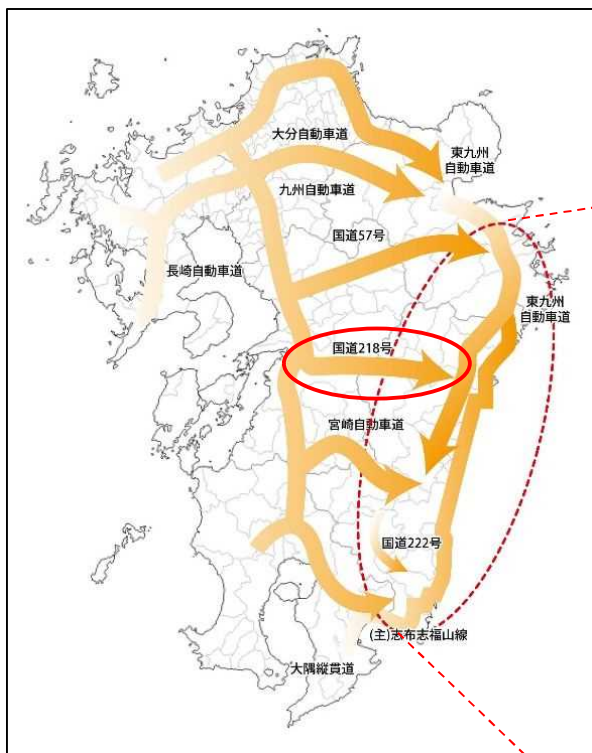 大分自動車道
東九州
自動車道
九州自動車道
国道57号
長崎自動車道
東九州
自動車道
国道218号
宮崎自動車道
国道222号
(主)志布志福山線
大隅縦貫道